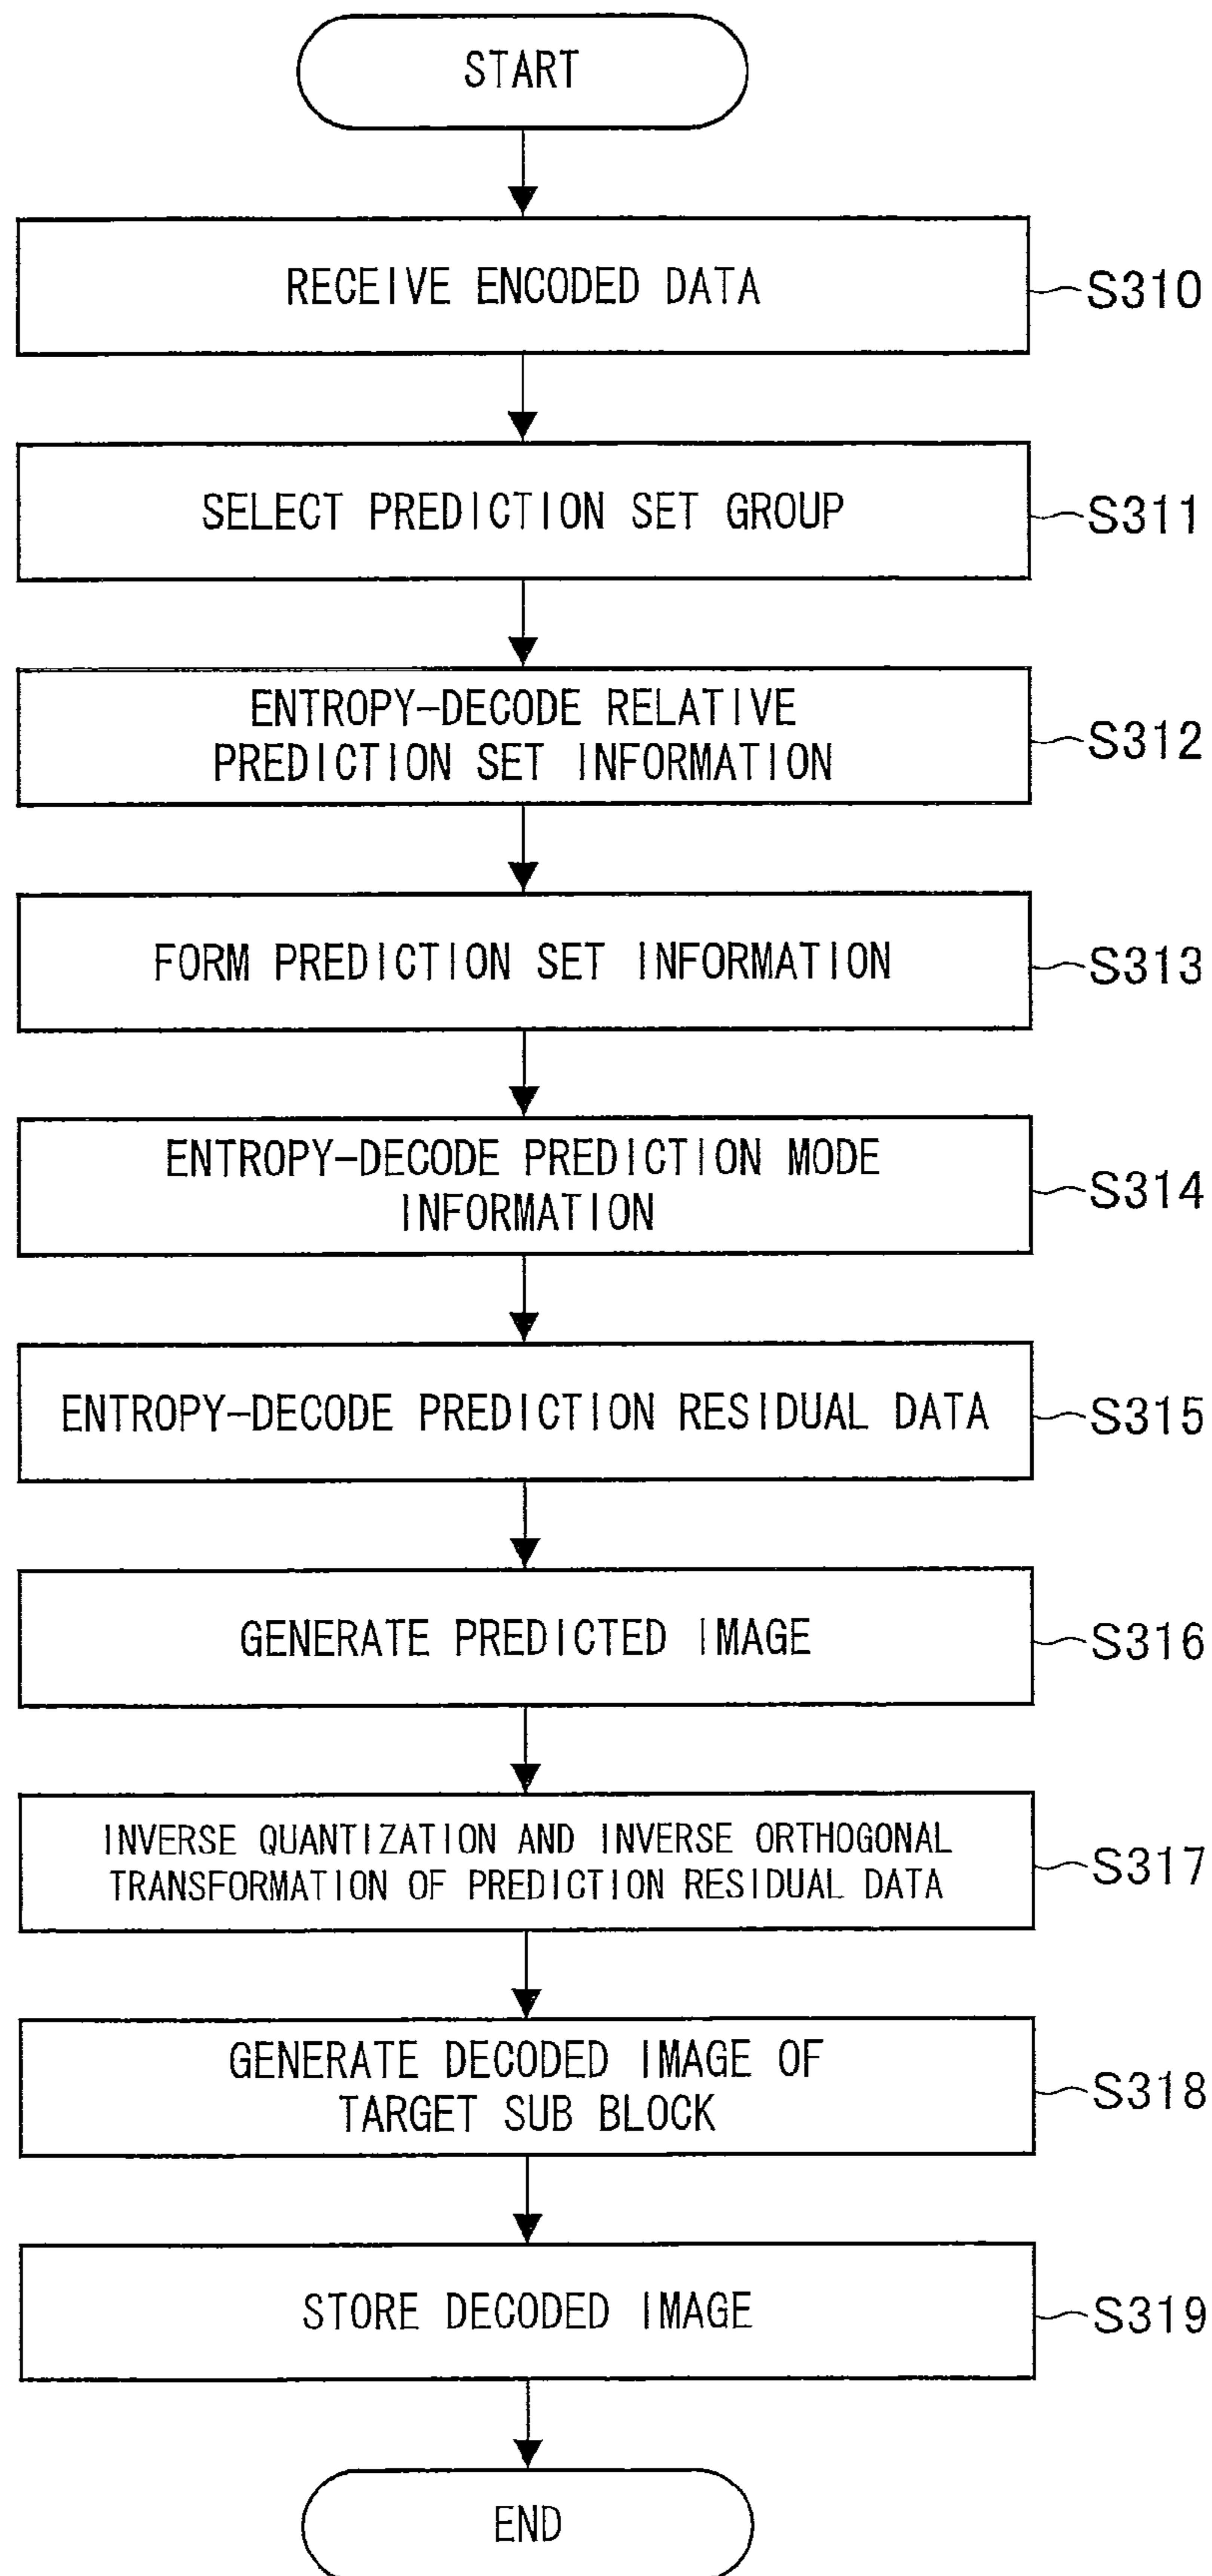 START
RECEIVE ENCODED DATA
S310
SELECT PREDICTION SET GROUP
S311
ENTROPY-DECODE RELATIVE
PREDICTION SET INFORMATION
S312
FORM PREDICTION SET INFORMATION
S313
ENTROPY-DECODE PREDICTION MODE
INFORMATION
S314
ENTROPY-DECODE PREDICTION RESIDUAL DATA
S315
GENERATE PREDICTED IMAGE
S316
INVERSE QUANTIZATION AND INVERSE ORTHOGONAL
TRANSFORMATION OF PREDICTION RESIDUAL DATA
S317
GENERATE DECODED IMAGE OF
TARGET SUB BLOCK
S318
STORE DECODED IMAGE
S319
END